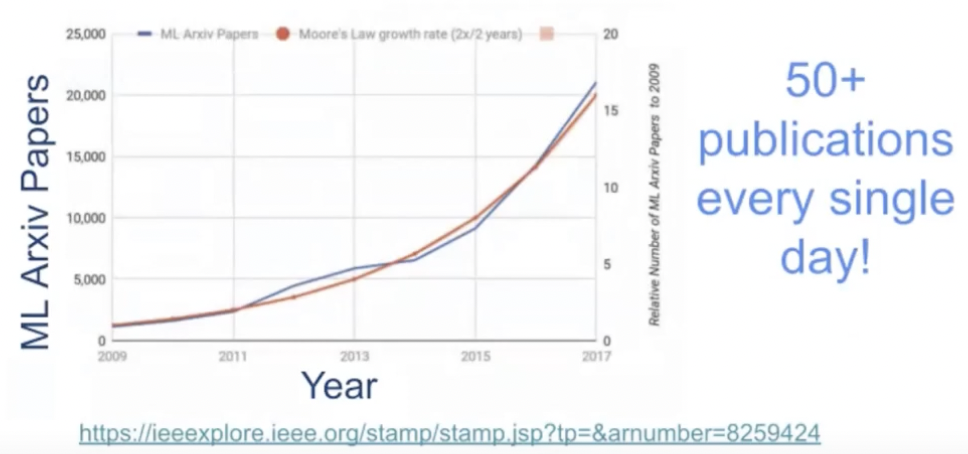 25,000
20,000
15,000
10,000
5,000
0
ML Arxiv Papers
ML Arxiv Papers Moore's Law growth rate (2x/2 years)
20
15
10
5
0
Relative Number of ML Arxiv Papers to 2009
2009 2011 2013 2015 2017
Year
50+
publications
every single
day!
https://ieeexplore.ieee.org/stamp/stamp.jsp?tp=&arnumber=8259424